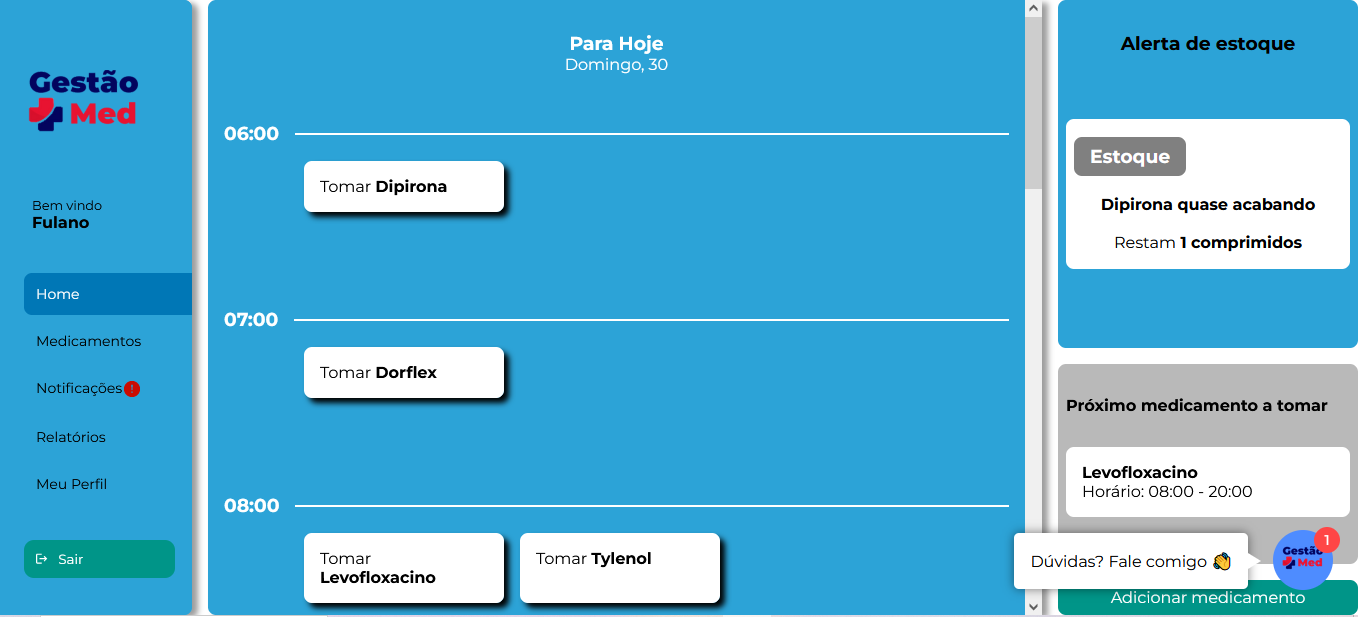 Gestão
Med
Bem vindo
Fulano
Home
Medicamentos
Notificações!
Relatórios
Meu Perfil
Sair
Para Hoje
Domingo, 30
06:00
Tomar Dipirona
07:00
Tomar Dorflex
08:00
Tomar
Levofloxacino
Tomar Tylenol
Alerta de estoque
Estoque
Dipirona quase acabando
Restam 1 comprimidos
Próximo medicamento a tomar
Levofloxacino
Horário: 08:00 - 20:00
Dúvidas? Fale comigo 👏
1
Gestão
Med
Adicionar medicamento